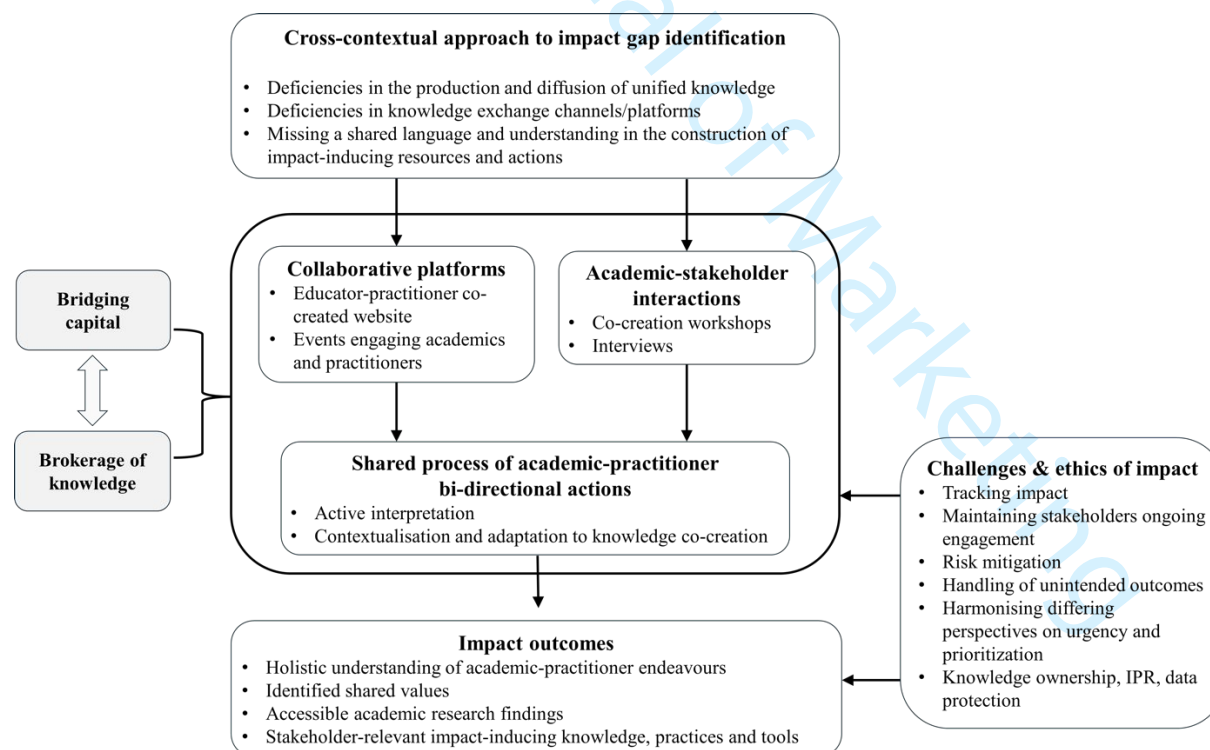 Cross-contextual approach to impact gap identification
• Deficiencies in the production and diffusion of unified knowledge
• Deficiencies in knowledge exchange channels/platforms
• Missing a shared language and understanding in the construction of
impact-inducing resources and actions
Collaborative platforms
• Educator-practitioner co-
created website
• Events engaging academics
and practitioners
Academic-stakeholder
interactions
• Co-creation workshops
• Interviews
Bridging
capital
Brokerage of
knowledge
Shared process of academic-practitioner
bi-directional actions
• Active interpretation
• Contextualisation and adaptation to knowledge co-creation
Challenges & ethics of impact
• Tracking impact
• Maintaining stakeholders ongoing
engagement
• Risk mitigation
• Handling of unintended outcomes
• Harmonising differing
perspectives on urgency and
prioritization
• Knowledge ownership, IPR, data
protection
Impact outcomes
• Holistic understanding of academic-practitioner endeavours
• Identified shared values
• Accessible academic research findings
• Stakeholder-relevant impact-inducing knowledge, practices and tools
of Marketing